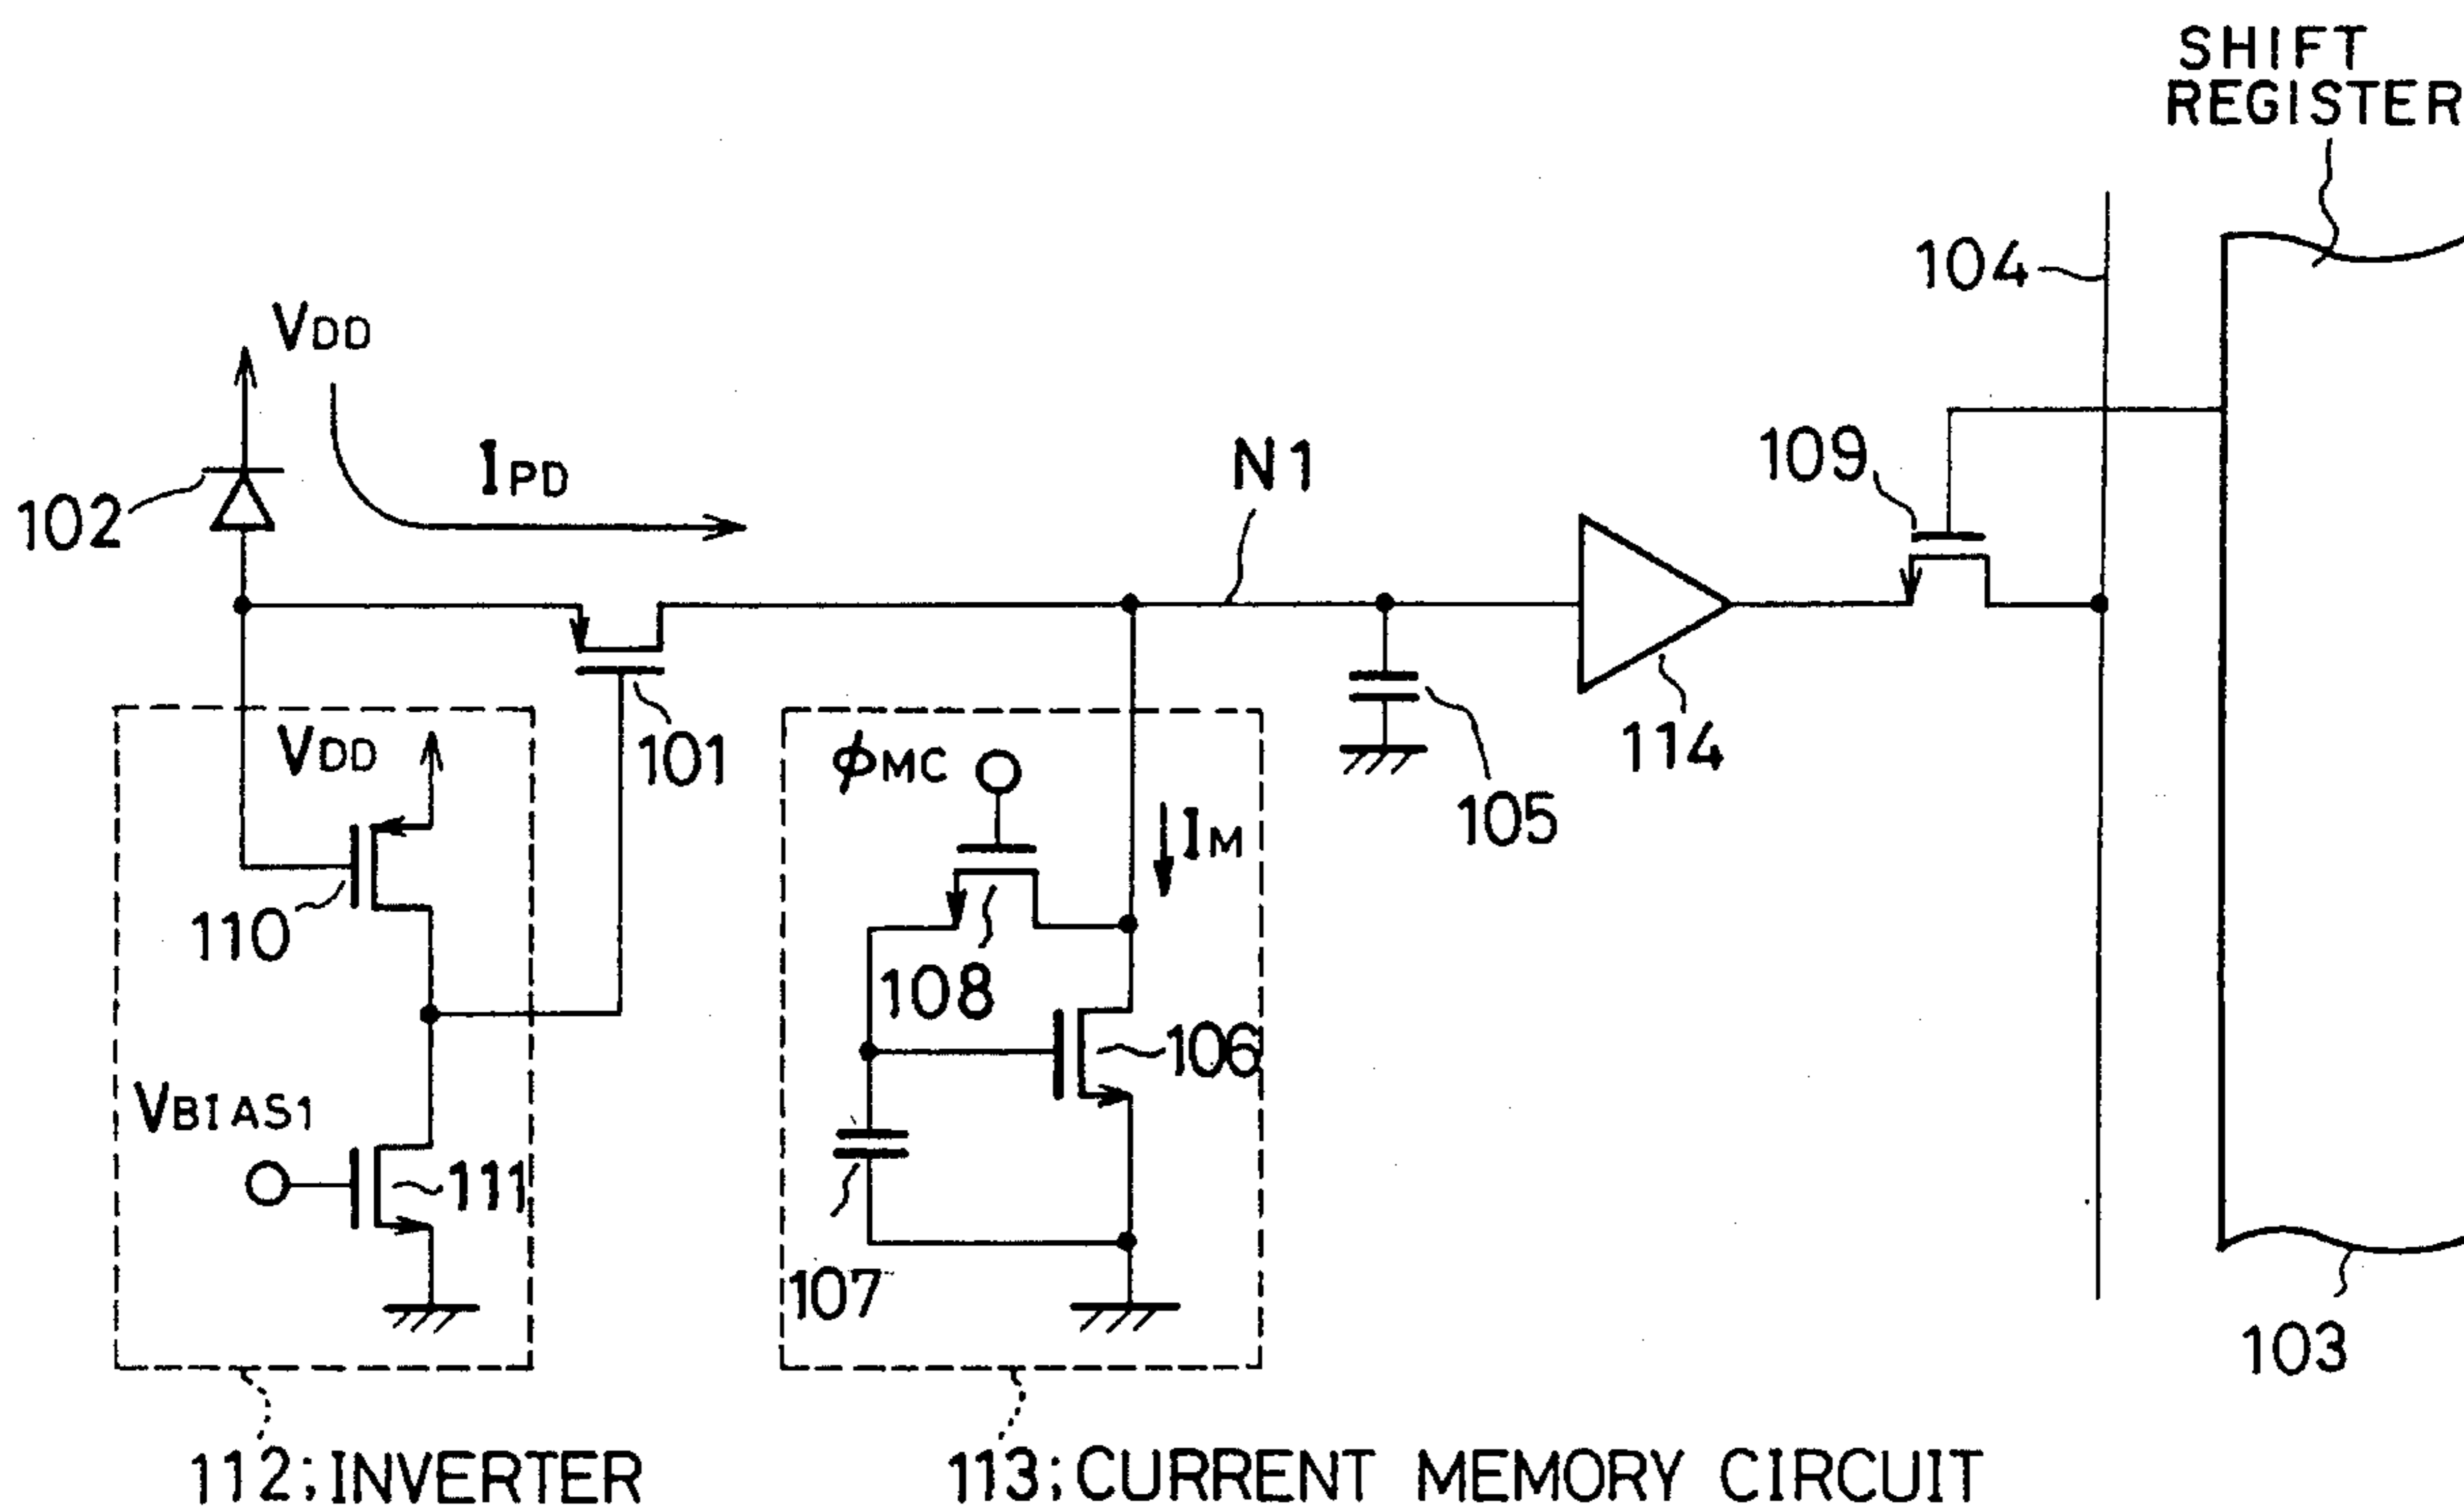 SHIFT
REGISTER
104
VDD
IPD
N1
109
102
VDD
101
ϕMC
114
105
IM
110
108
106
VBIAS1
111
107
103
112;INVERTER
113;CURRENT MEMORY CIRCUIT